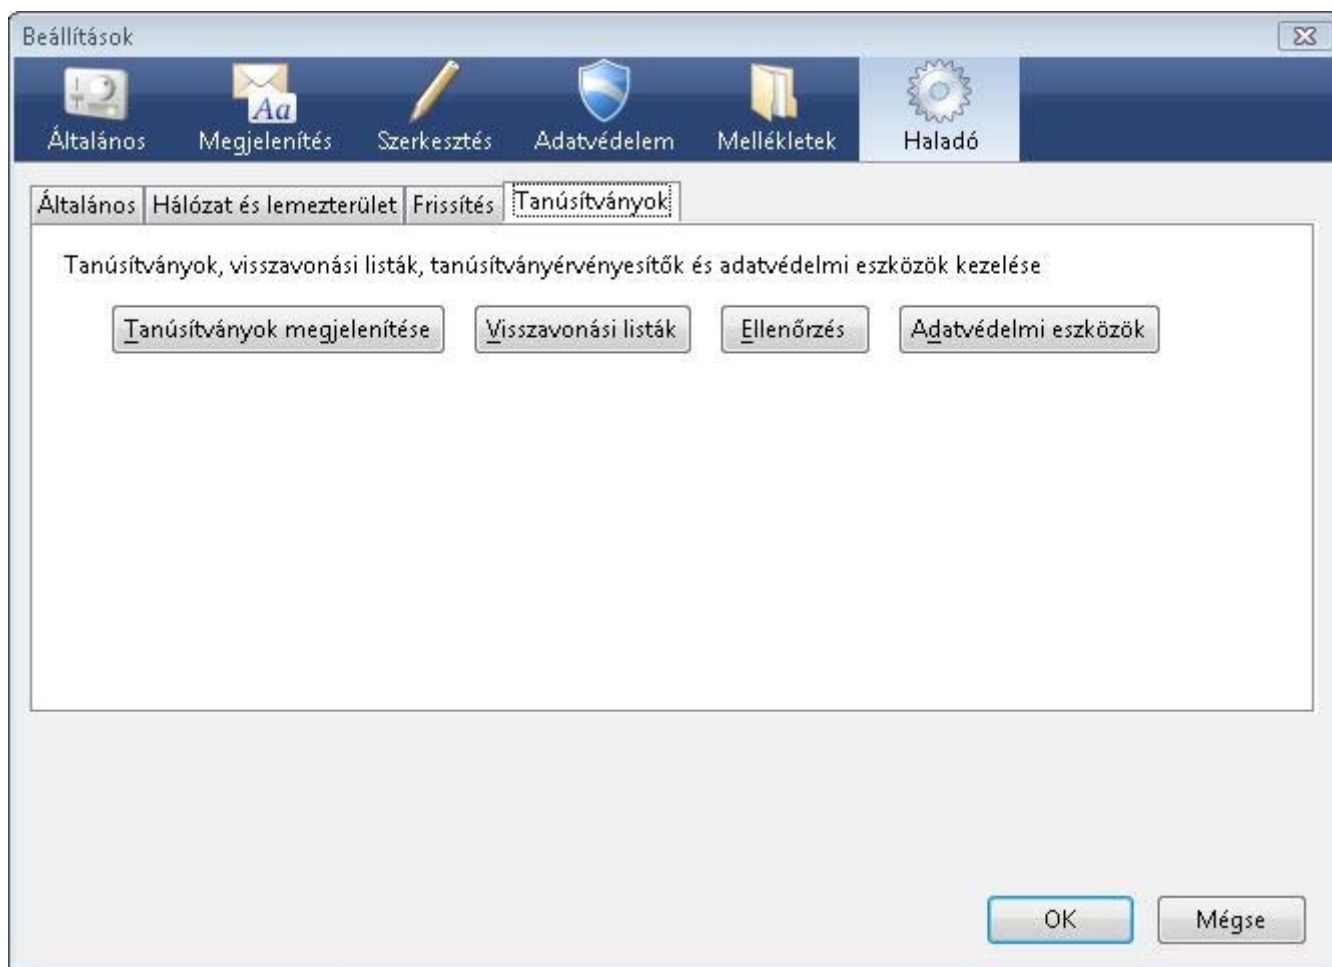 Beállítások
Aa
Általános Megjelenítés Szerkesztés Adatvédelem Mellékletek Haladó
Általános Hálózat és lemezterület Frissítés Tanúsítványok
Tanúsítványok, visszavonási listák, tanúsítványérvényesítők és adatvédelmi eszközök kezelése
Tanúsítványok megjelenítése Visszavonási listák Ellenőrzés Adatvédelmi eszközök
OK Mégse